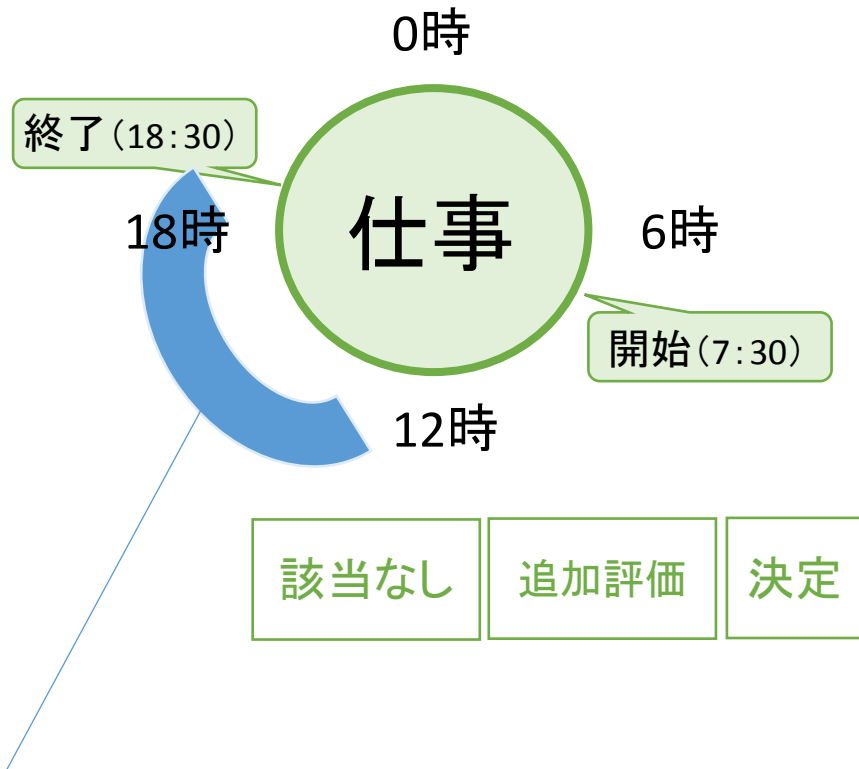 0時
終了(18:30)
仕事
18時
6時
開始(7:30)
12時
該当なし
追加評価
決定